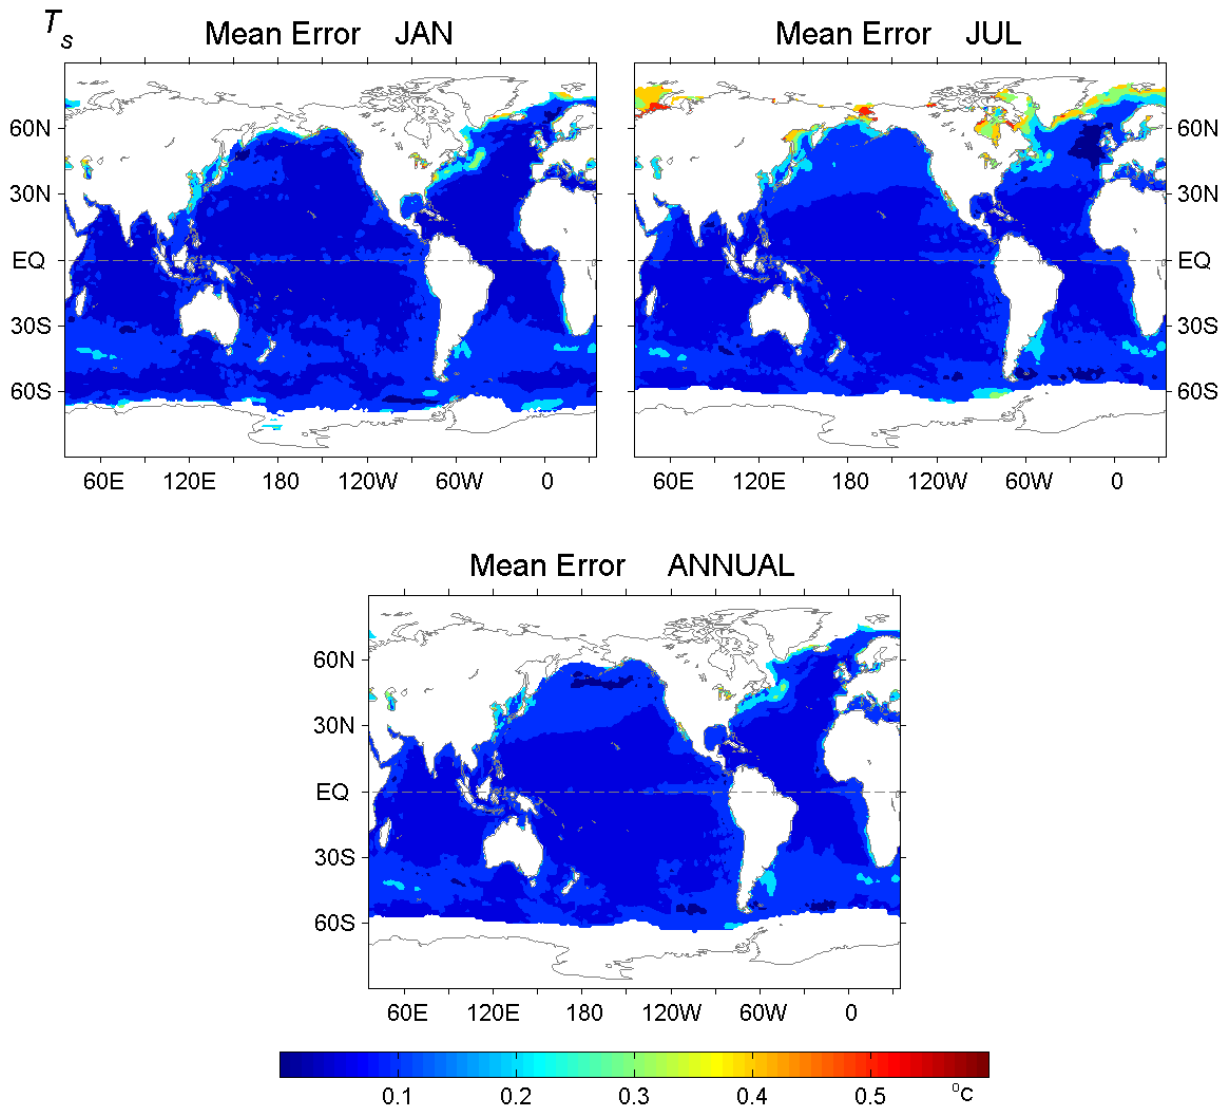 Ts
Mean Error JAN
Mean Error JUL
60N
30N
EQ
30S
60S
60N
30N
EQ
30S
60S
60E 120E 180 120W 60W 0
60E 120E 180 120W 60W 0
Mean Error ANNUAL
60N
30N
EQ
30S
60S
60E 120E 180 120W 60W 0
0.1 0.2 0.3 0.4 0.5 °C